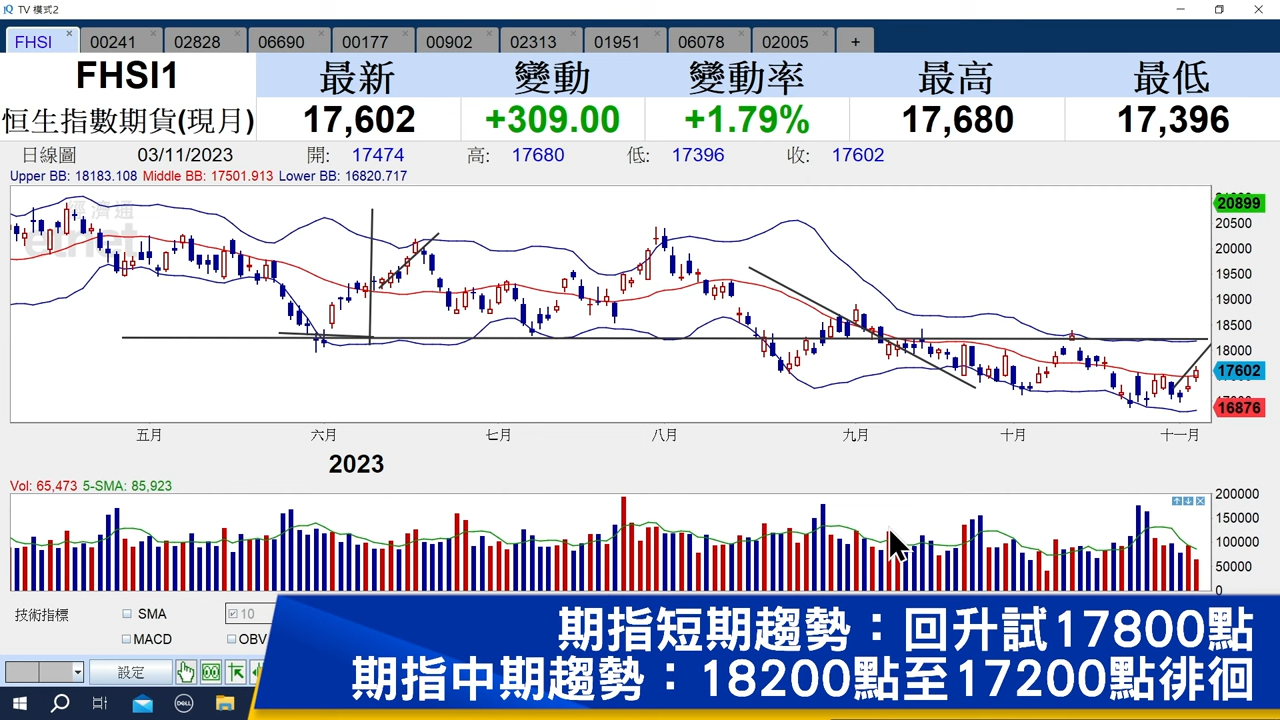 TV 模式2
FHSI 00241 02828 06690 00177 00902 02313 01951 06078 02005 +
FHSI1 最新 變動 變動率 最高 最低
恒生指數期貨(現月) 17,602 +309.00 +1.79% 17,680 17,396
日線圖 03/11/2023 開: 17474 高: 17680 低: 17396 收: 17602
Upper BB: 18183.108 Middle BB: 17501.913 Lower BB: 16820.717
經濟通
etnet
20899
20500
20000
19500
19000
18500
18000
17602
16876
五月 六月 七月 八月 九月 十月 十一月
2023
Vol: 65,473 5-SMA: 85,923
200000
150000
100000
50000
0
技術指標 SMA 10
MACD OBV
設定
期指短期趨勢：回升試17800點
期指中期趨勢：18200點至17200點徘徊
DELL